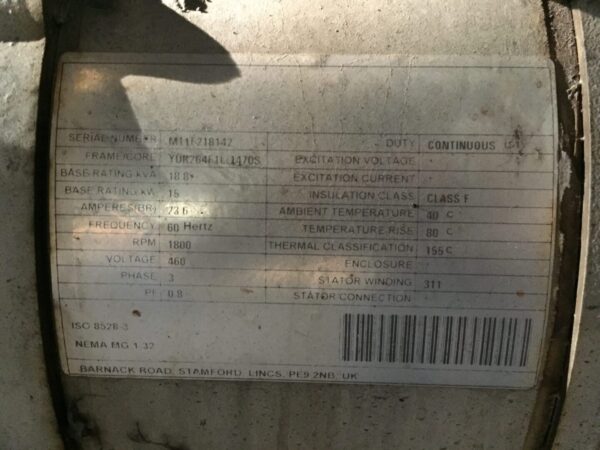 SERIAL NUMBER M11F218142 DUTY CONTINUOUS
FRAME/CORE EXCITATION VOLTAGE -
BASE RATING kVA 18.8 EXCITATION CURRENT -
BASE RATING kW 15 INSULATION CLASS CLASS F
AMPERES(BR) 23.6 AMBIENT TEMPERATURE 40 C
FREQUENCY 60 Hertz TEMPERATURE RISE 80 C
RPM 1800 THERMAL CLASSIFICATION 155 C
VOLTAGE 460 ENCLOSURE -
PHASE 3 STATOR WINDING 311
PF 0.8 STATOR CONNECTION -
ISO 8528-3
NEMA MG 1-32
BARNACK ROAD, STAMFORD, LINCS, PE9 2NB, UK